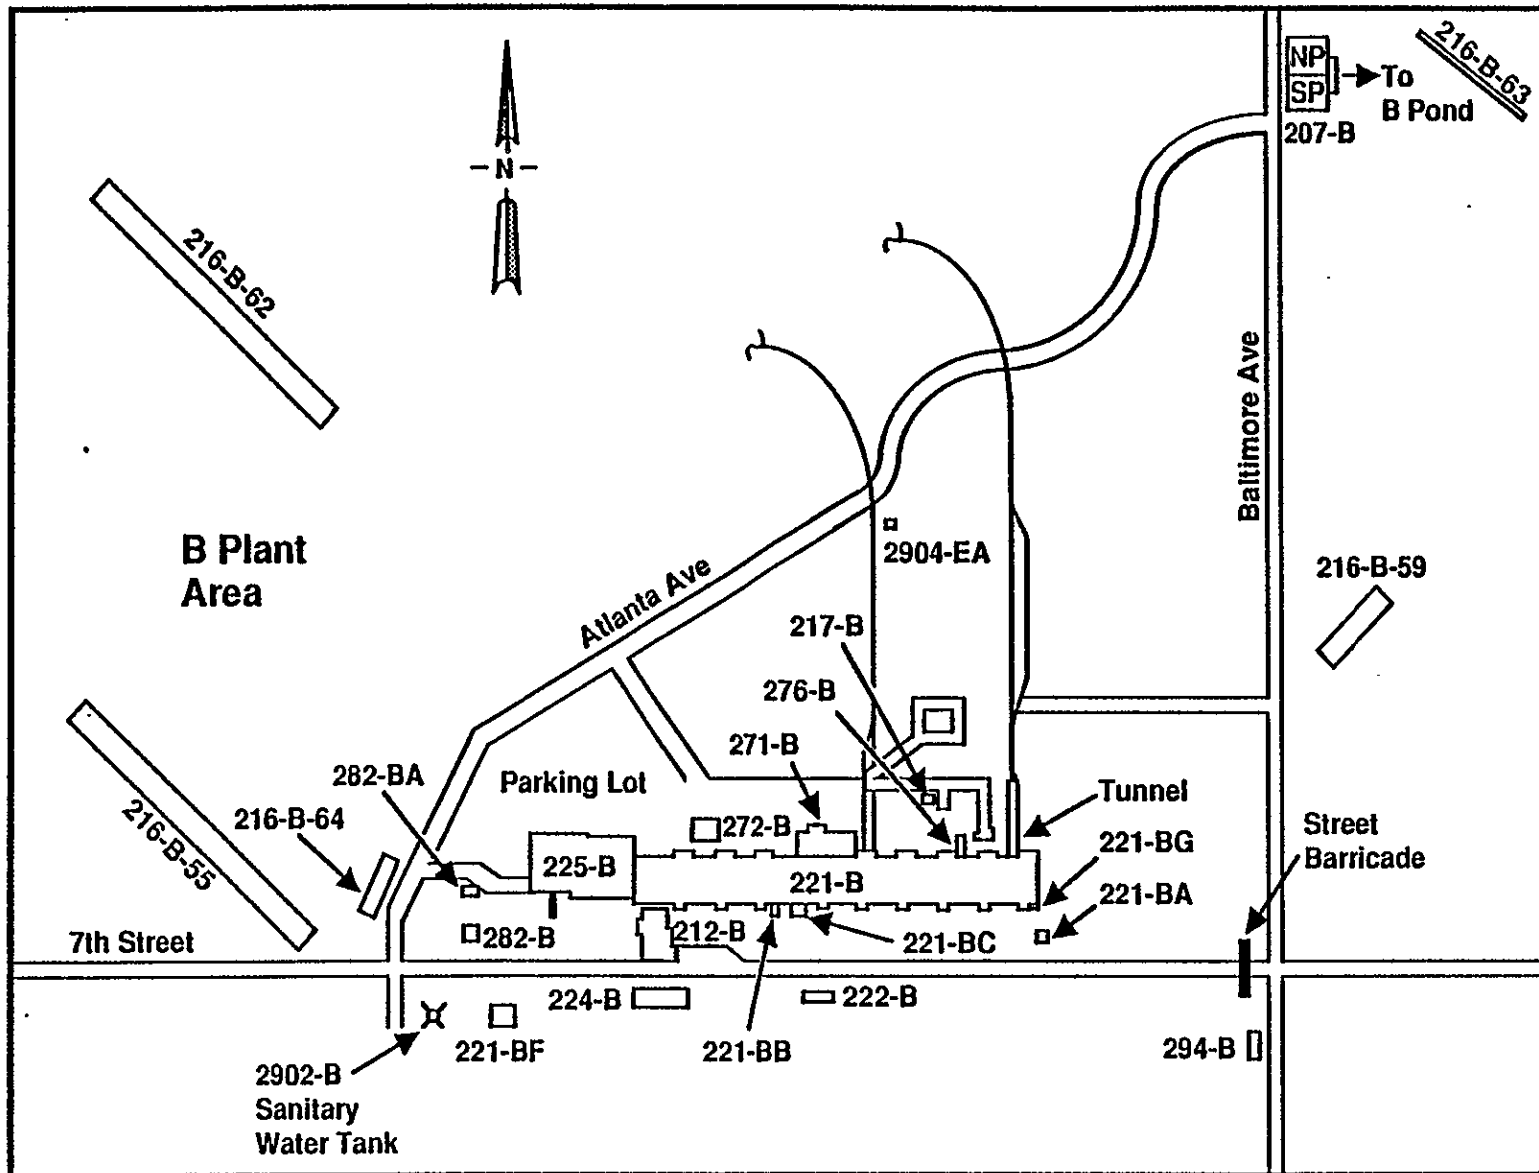 216-B-63
NP
SP
To
B Pond
207-B
N
216-B-62
Baltimore Ave
B Plant
Area
2904-EA
216-B-59
Atlanta Ave
217-B
276-B
271-B
282-BA
Parking Lot
Tunnel
216-B-64
216-B-55
272-B
221-BG
Street
Barricade
225-B
221-B
221-BA
7th Street
282-B
212-B
221-BC
224-B
222-B
221-BF
221-BB
294-B
2902-B
Sanitary
Water Tank